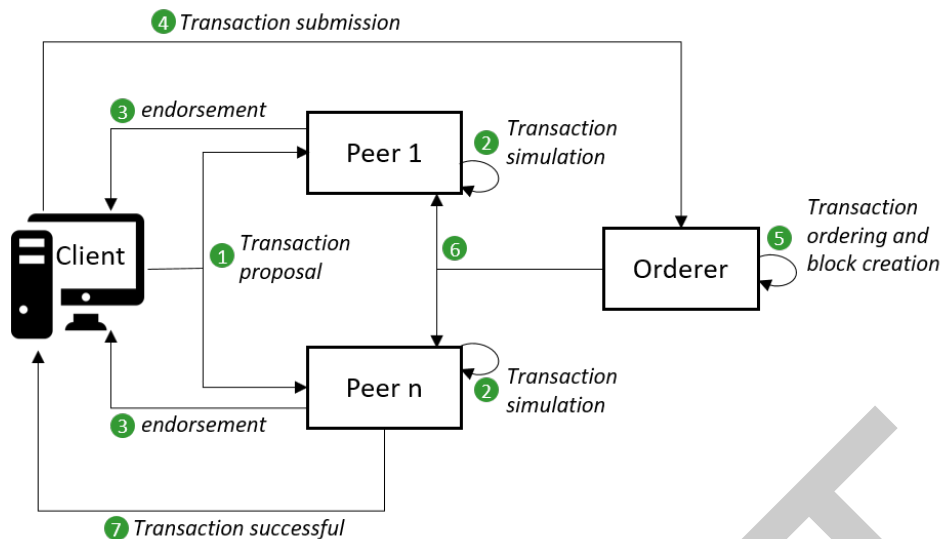 4 Transaction submission
3 endorsement
Peer 1
2 Transaction
simulation
Client
1 Transaction
proposal
6
Orderer
Transaction
5 ordering and
block creation
Peer n
2 Transaction
simulation
3 endorsement
7 Transaction successful